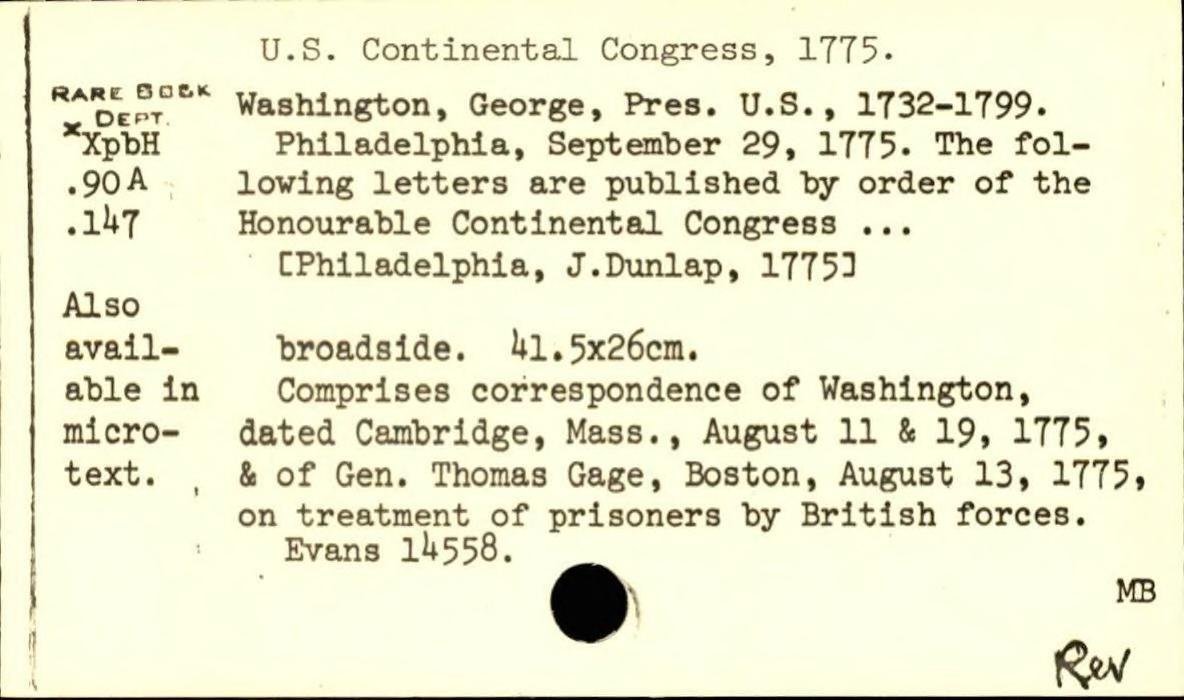 U.S. Continental Congress, 1775.
RARE BOOK
DEPT.
Washington, George, Pres. U.S., 1732-1799.
xXpbH Philadelphia, September 29, 1775. The fol-
.90A lowing letters are published by order of the
.147 Honourable Continental Congress ...
[Philadelphia, J.Dunlap, 1775]
Also
avail- broadside. 41.5x26cm.
able in Comprises correspondence of Washington,
micro- dated Cambridge, Mass., August 11 & 19, 1775,
text. & of Gen. Thomas Gage, Boston, August 13, 1775,
on treatment of prisoners by British forces.
Evans 14558.
MB
Rev